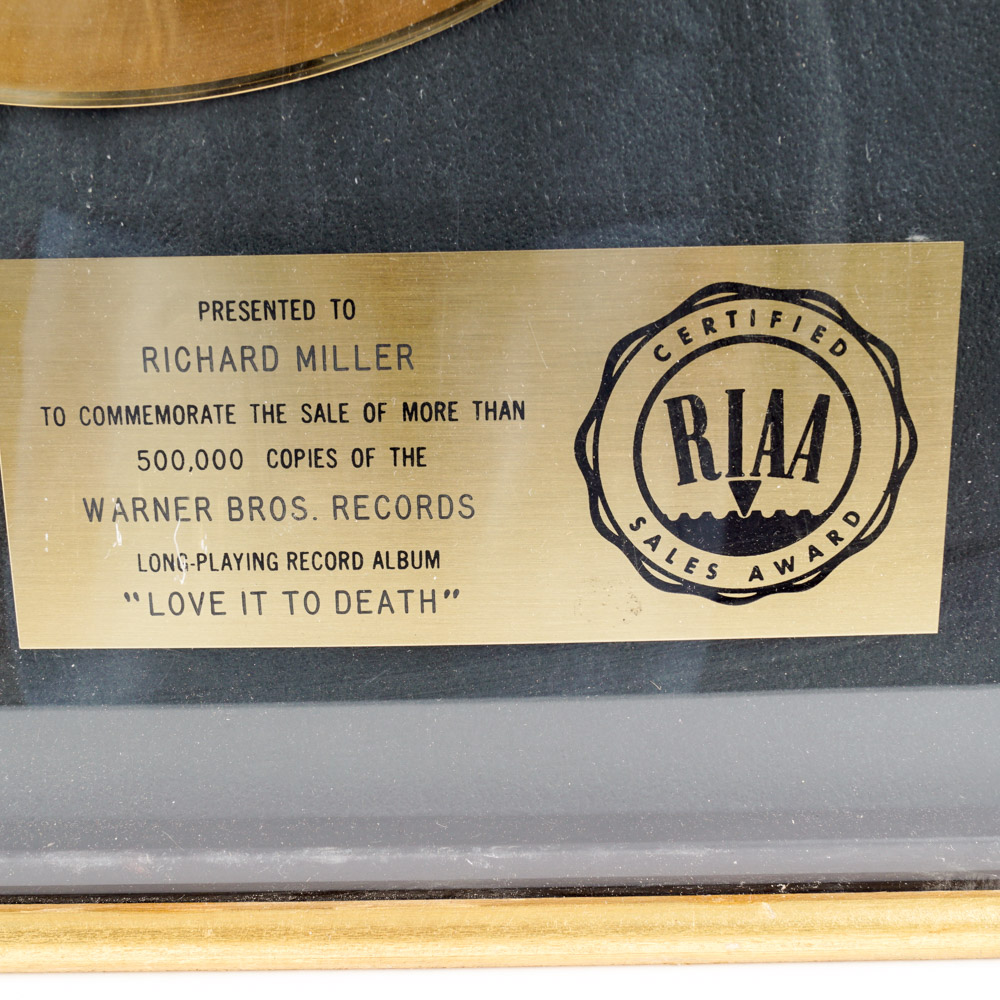 PRESENTED TO
RICHARD MILLER
TO COMMEMORATE THE SALE OF MORE THAN
500,000 COPIES OF THE
WARNER BROS. RECORDS
LONG-PLAYING RECORD ALBUM
"LOVE IT TO DEATH"
CERTIFIED
RIAA
SALES AWARD